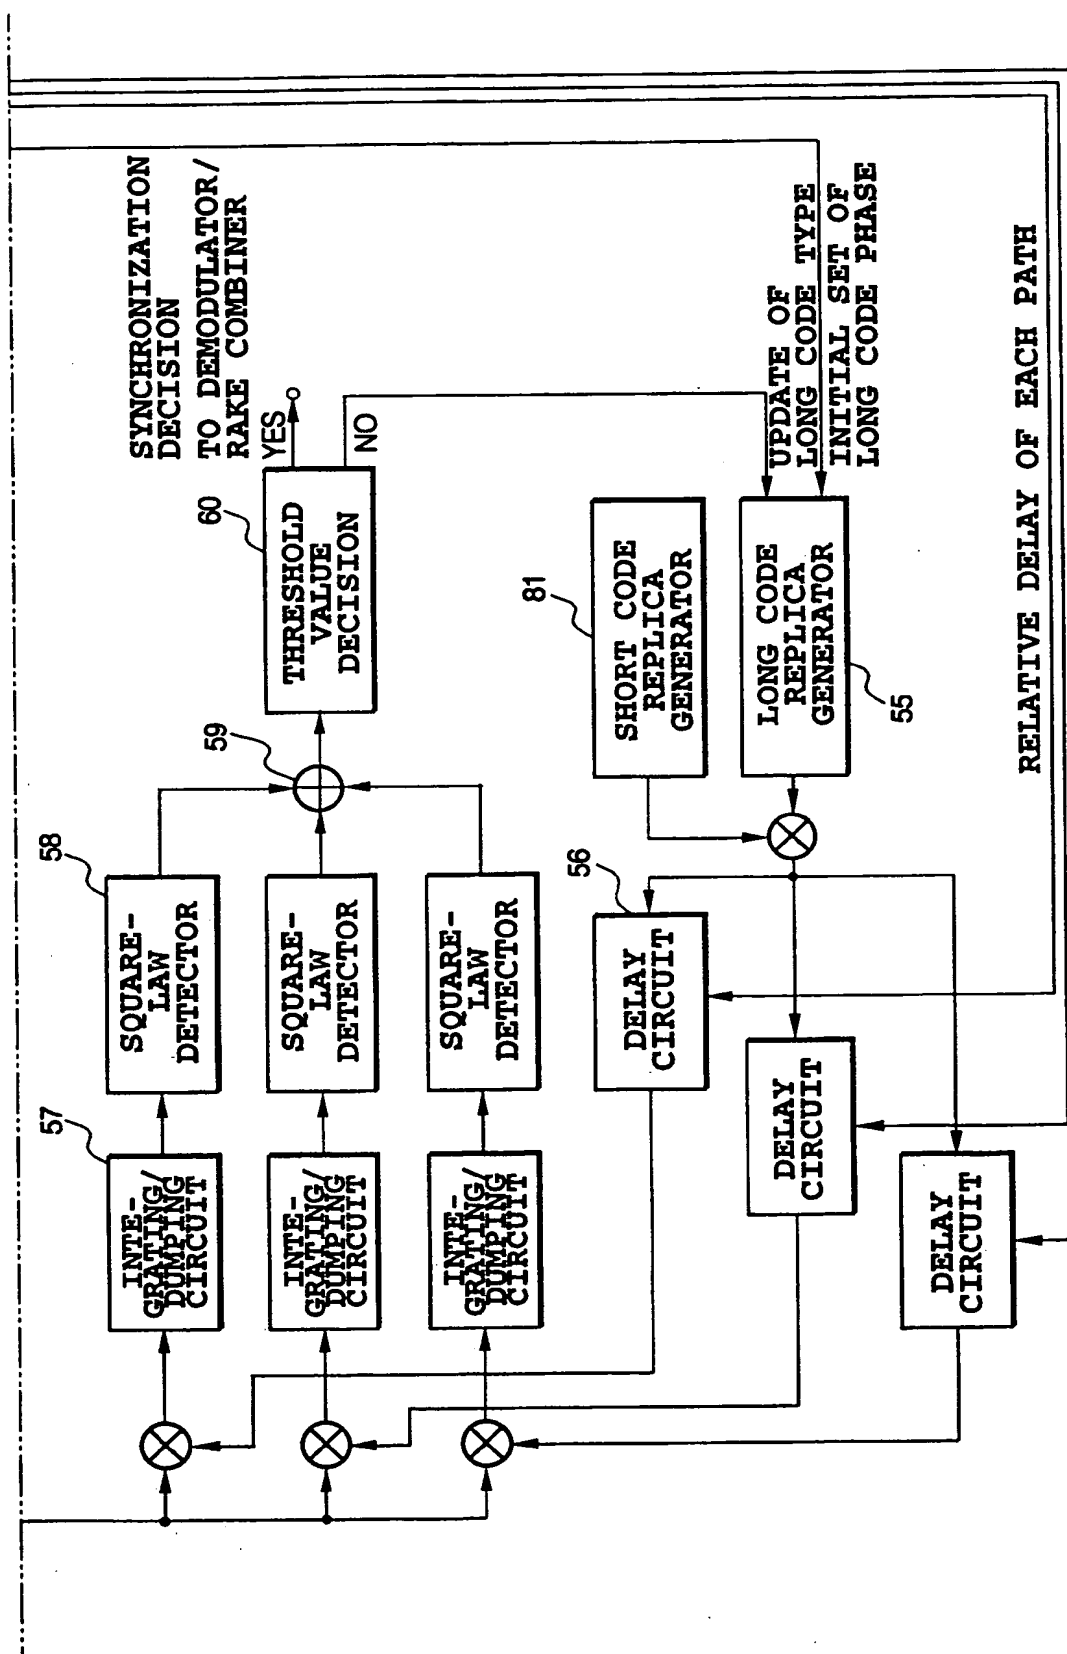 SYNCHRONIZATION
DECISION
TO DEMODULATOR/
RAKE COMBINER
YES
NO
60
THRESHOLD
VALUE
DECISION
59
58
SQUARE-
LAW
DETECTOR
SQUARE-
LAW
DETECTOR
SQUARE-
LAW
DETECTOR
57
INTE-
GRATING/
DUMPING
CIRCUIT
INTE-
GRATING/
DUMPING
CIRCUIT
INTE-
GRATING/
DUMPING
CIRCUIT
UPDATE OF
LONG CODE TYPE
INITIAL SET OF
LONG CODE PHASE
81
SHORT CODE
REPLICA
GENERATOR
LONG CODE
REPLICA
GENERATOR
55
56
DELAY
CIRCUIT
DELAY
CIRCUIT
DELAY
CIRCUIT
RELATIVE DELAY OF EACH PATH